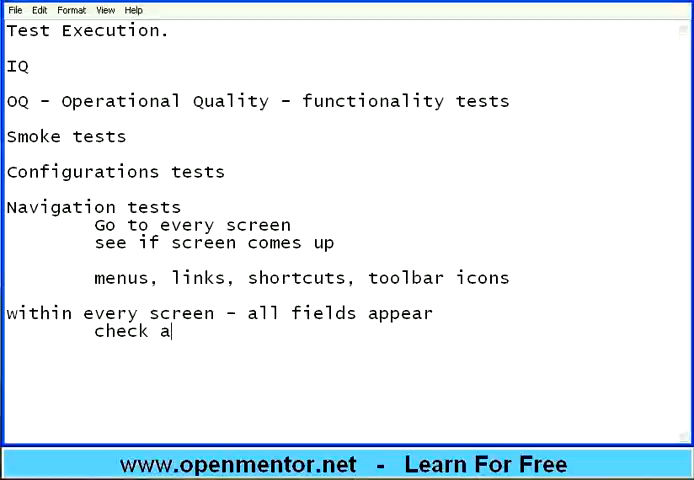 File Edit Format View Help
Test Execution.
IQ
OQ - Operational Quality - functionality tests
Smoke tests
Configurations tests
Navigation tests
Go to every screen
see if screen comes up
menus, links, shortcuts, toolbar icons
within every screen - all fields appear
check a
www.openmentor.net - Learn For Free